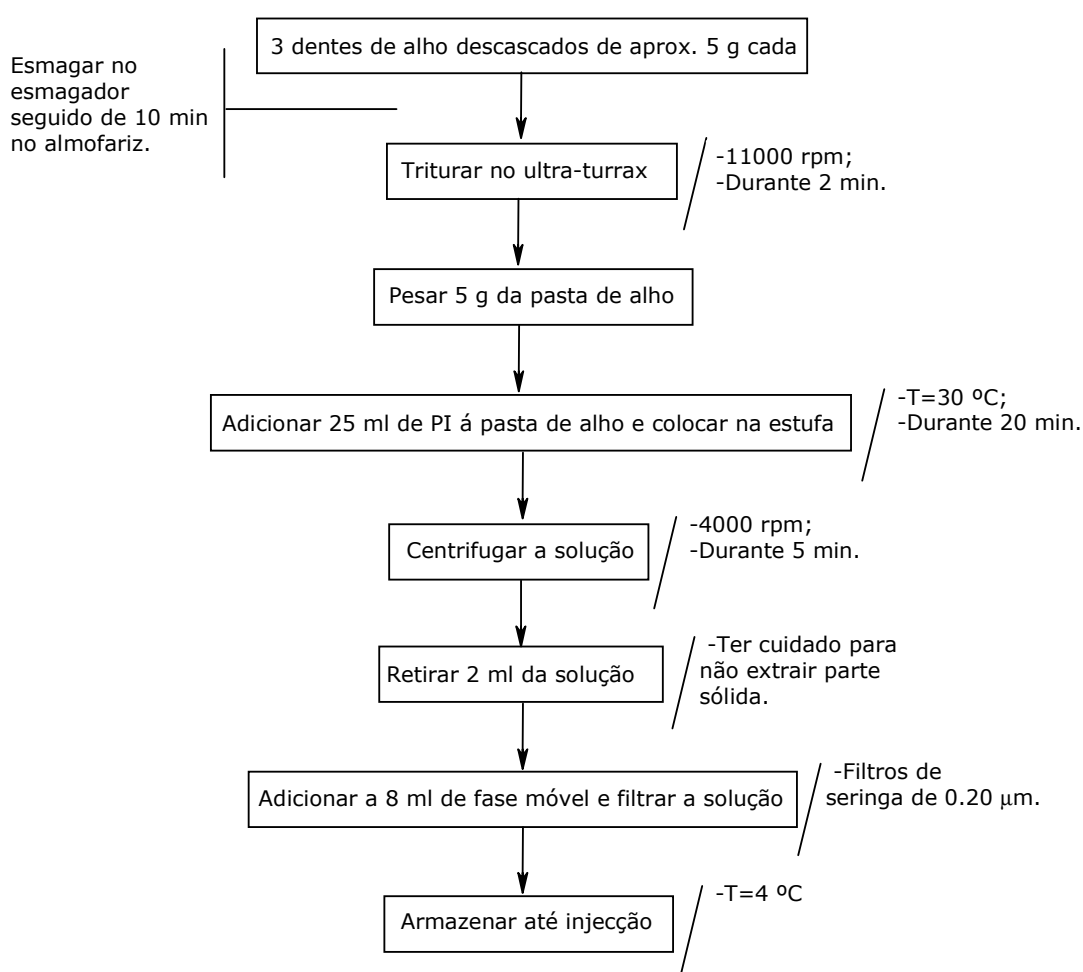 3 dentes de alho descascados de aprox. 5 g cada
Esmagar no
esmagador
seguido de 10 min
no almofariz.
Triturar no ultra-turrax
-11000 rpm;
-Durante 2 min.
Pesar 5 g da pasta de alho
Adicionar 25 ml de PI á pasta de alho e colocar na estufa
-T=30 ºC;
-Durante 20 min.
Centrifugar a solução
-4000 rpm;
-Durante 5 min.
Retirar 2 ml da solução
-Ter cuidado para
não extrair parte
sólida.
Adicionar a 8 ml de fase móvel e filtrar a solução
-Filtros de
seringa de 0.20 μm.
Armazenar até injecção
-T=4 ºC